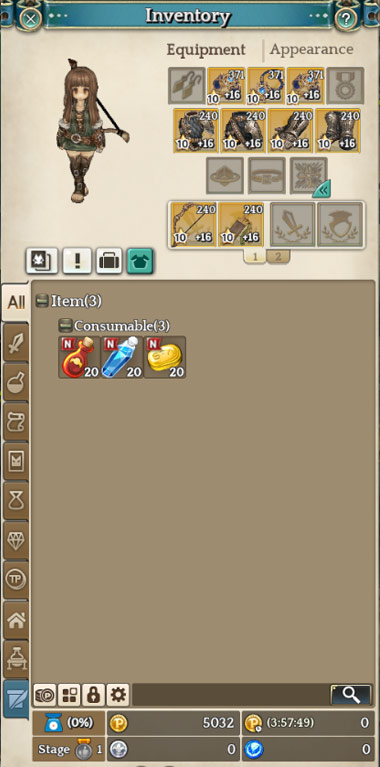 Inventory ?
Equipment Appearance
371 371 371
10 +16 10 +16 10 +16
240 240 240 240
10 +16 10 +16 10 +16 10 +16
240 240
10 +16 10 +16
1 2
!
All
Item(3)
Consumable(3)
N N N
20 20 20
TP
(0%) P 5032 P (3:57:49) 0
Stage 1 0 0